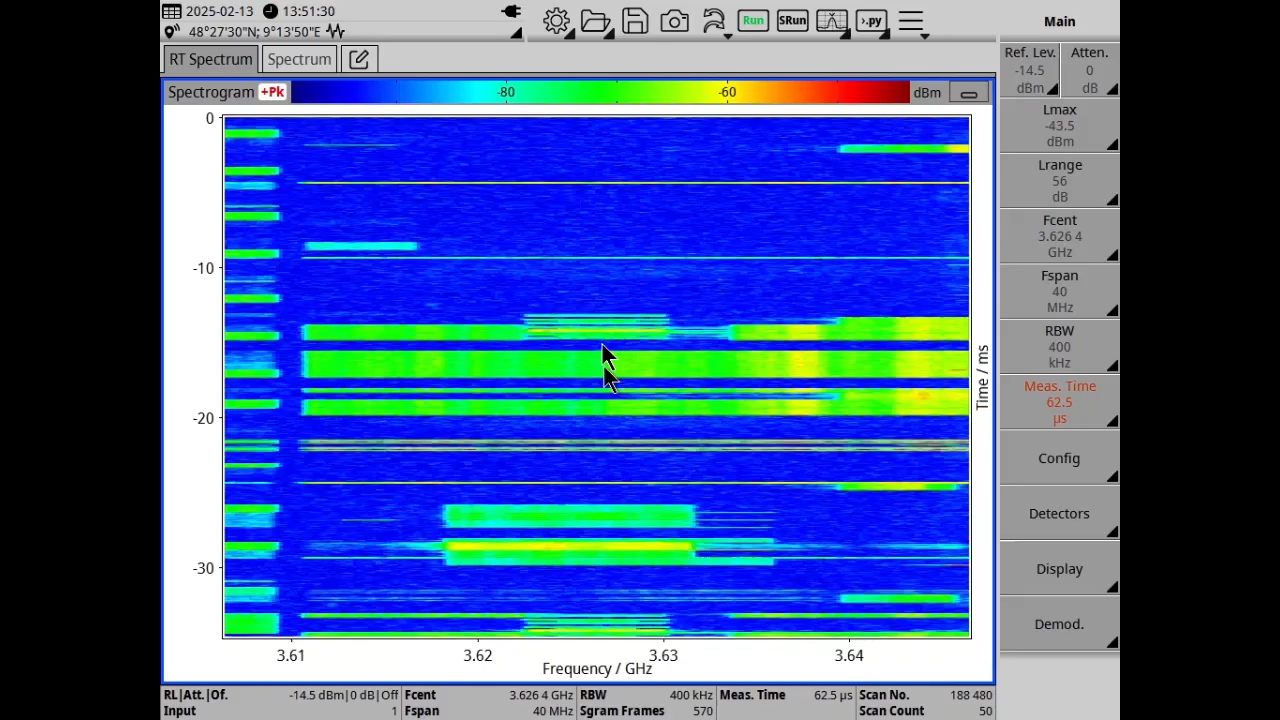 2025-02-13 13:51:30
48°27'30"N; 9°13'50"E
Run SRun >.py
RT Spectrum Spectrum
Spectrogram +Pk -80 -60 dBm
0
-10
-20
-30
Time / ms
3.61 3.62 3.63 3.64
Frequency / GHz
Main
Ref. Lev. Atten.
-14.5 0
dBm dB
Lmax
-43.5
dBm
Lrange
56
dB
Fcent
3.626 4
GHz
Fspan
40
MHz
RBW
400
kHz
Meas. Time
62.5
µs
Config
Detectors
Display
Demod.
RL|Att.|Of. -14.5 dBm|0 dB|Off Fcent 3.626 4 GHz RBW 400 kHz Meas. Time 62.5 µs Scan No. 188 480
Input 1 Fspan 40 MHz Sgram Frames 570 Scan Count 50